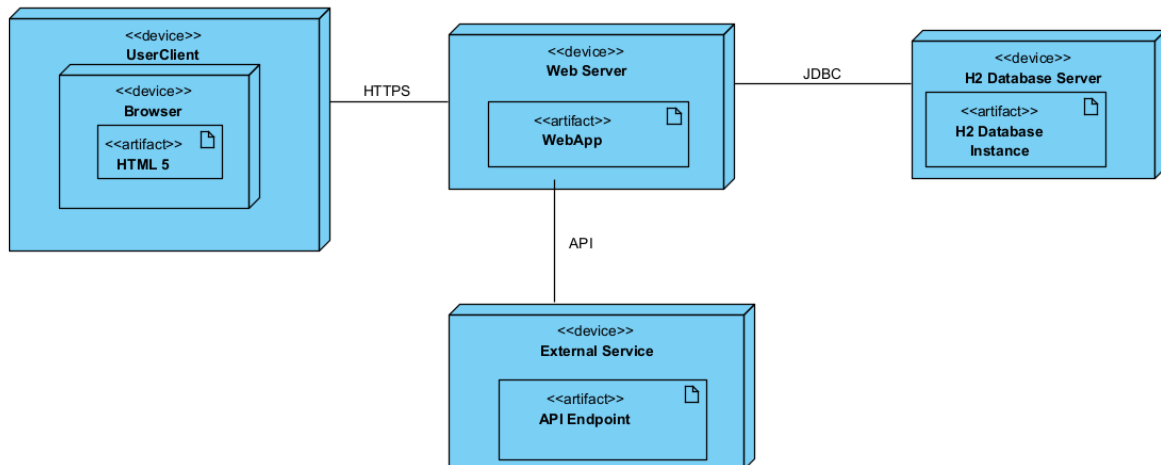 <<device>>
UserClient
<<device>>
Browser
<<artifact>>
HTML 5
HTTPS
<<device>>
Web Server
<<artifact>>
WebApp
JDBC
<<device>>
H2 Database Server
<<artifact>>
H2 Database
Instance
API
<<device>>
External Service
<<artifact>>
API Endpoint